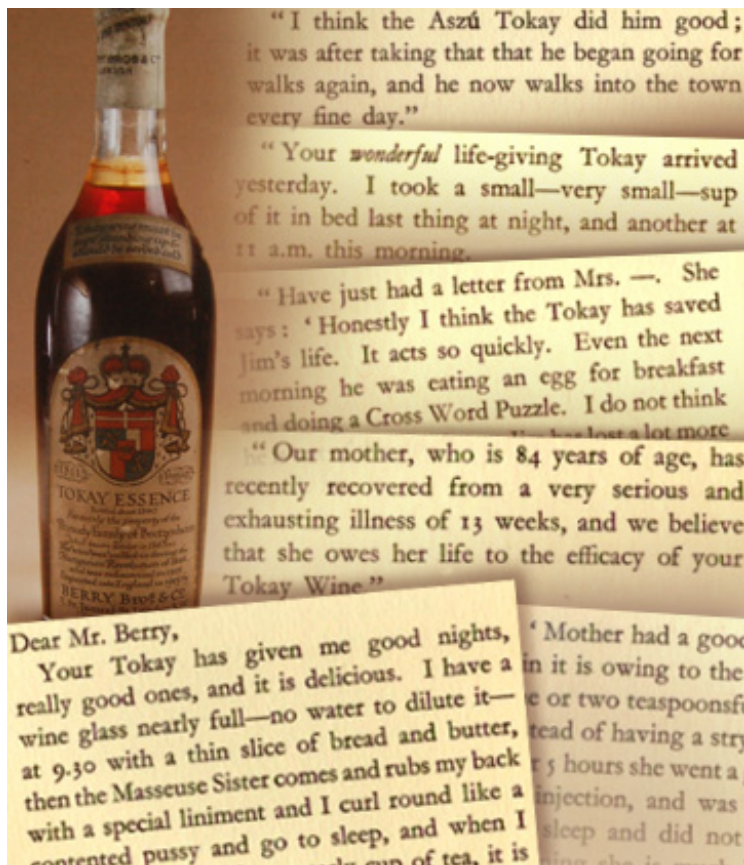 "I think the Aszú Tokay did him good;
it was after taking that that he began going for
walks again, and he now walks into the town
every fine day."
"Your wonderful life-giving Tokay arrived
yesterday. I took a small—very small—sup
of it in bed last thing at night, and another at
11 a.m. this morning.
"Have just had a letter from Mrs. —. She
says: 'Honestly I think the Tokay has saved
Jim's life. It acts so quickly. Even the next
morning he was eating an egg for breakfast
and doing a Cross Word Puzzle. I do not think
lost a lot more
"Our mother, who is 84 years of age, has
recently recovered from a very serious and
exhausting illness of 13 weeks, and we believe
that she owes her life to the efficacy of your
Tokay Wine"
TOKAY ESSENCE
BERRY Bros & Co
Dear Mr. Berry,
Your Tokay has given me good nights,
really good ones, and it is delicious. I have a
wine glass nearly full—no water to dilute it—
at 9.30 with a thin slice of bread and butter,
then the Masseuse Sister comes and rubs my back
with a special liniment and I curl round like a
contented pussy and go to sleep, and when I
cup of tea, it is
'Mother had a good
in it is owing to the
or two teaspoonsfu
tead of having a stry
r 5 hours she went a
injection, and was
sleep and did not